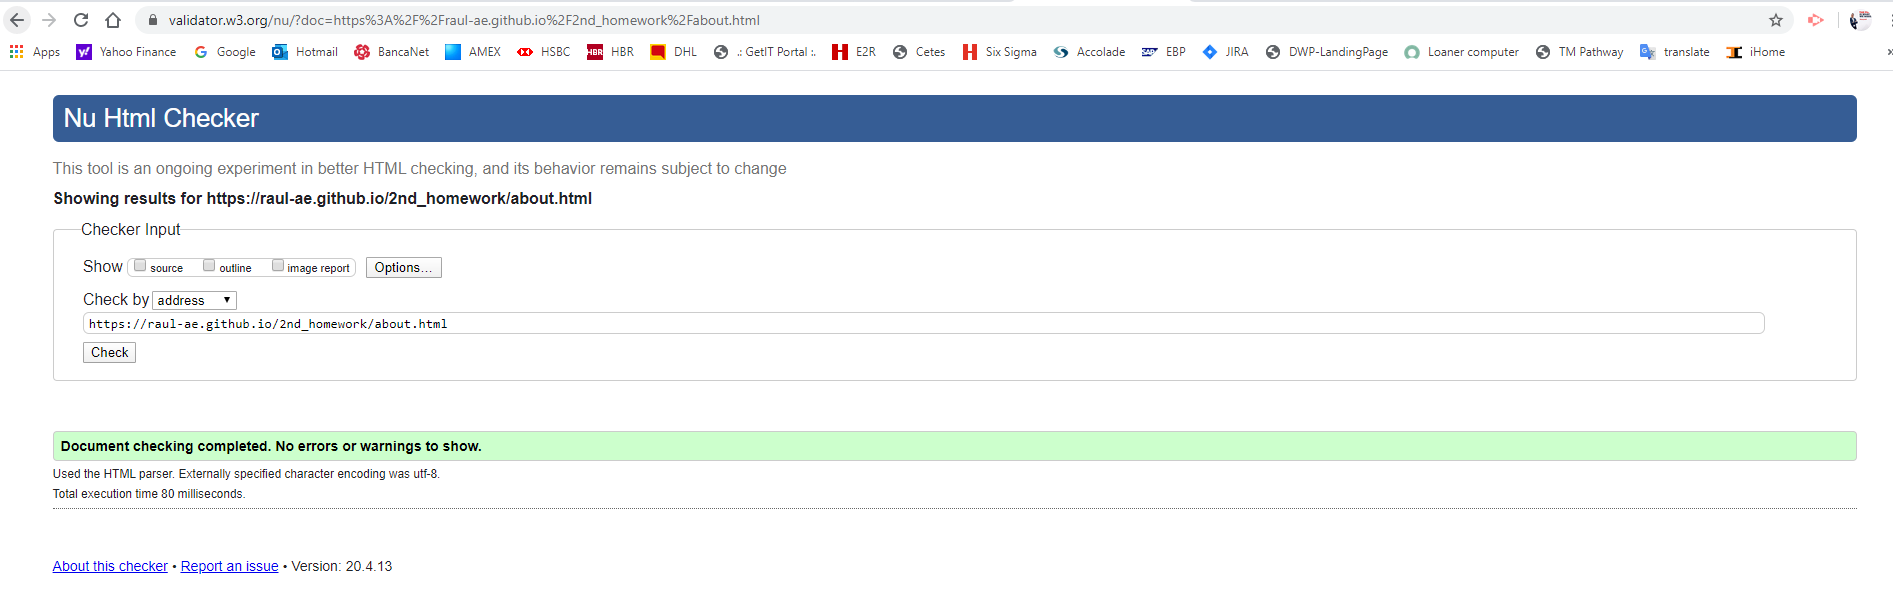 validator.w3.org/nu/?doc=https%3A%2F%2Fraul-ae.github.io%2F2nd_homework%2Fabout.html
Apps Yahoo Finance Google Hotmail BancaNet AMEX HSBC HBR HBR DHL .: GetIT Portal :. E2R Cetes Six Sigma Accolade SAP EBP JIRA DWP-LandingPage Loaner computer TM Pathway translate iHome »
Nu Html Checker
This tool is an ongoing experiment in better HTML checking, and its behavior remains subject to change
Showing results for https://raul-ae.github.io/2nd_homework/about.html
Checker Input
Show source outline image report Options...
Check by address
https://raul-ae.github.io/2nd_homework/about.html
Check
Document checking completed. No errors or warnings to show.
Used the HTML parser. Externally specified character encoding was utf-8.
Total execution time 80 milliseconds.
About this checker • Report an issue • Version: 20.4.13